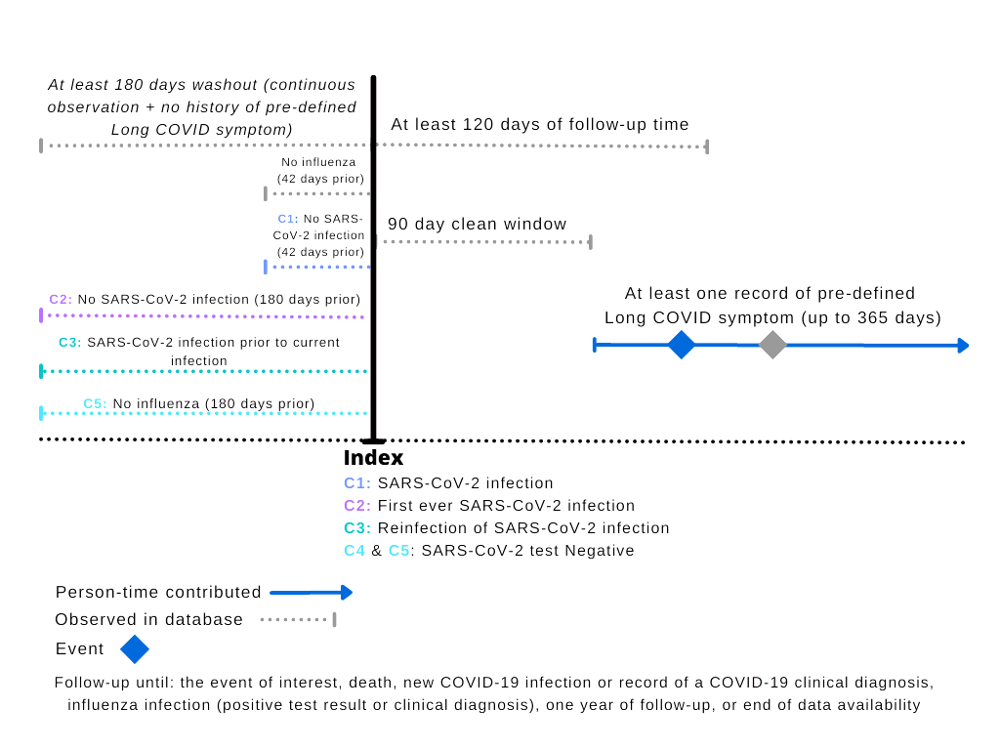 At least 180 days washout (continuous
observation + no history of pre-defined
Long COVID symptom)
At least 120 days of follow-up time
No influenza
(42 days prior)
C1: No SARS-
CoV-2 infection
(42 days prior)
90 day clean window
C2: No SARS-CoV-2 infection (180 days prior)
At least one record of pre-defined
Long COVID symptom (up to 365 days)
C3: SARS-CoV-2 infection prior to current
infection
C5: No influenza (180 days prior)
Index
C1: SARS-CoV-2 infection
C2: First ever SARS-CoV-2 infection
C3: Reinfection of SARS-CoV-2 infection
C4 & C5: SARS-CoV-2 test Negative
Person-time contributed
Observed in database
Event
Follow-up until: the event of interest, death, new COVID-19 infection or record of a COVID-19 clinical diagnosis,
influenza infection (positive test result or clinical diagnosis), one year of follow-up, or end of data availability